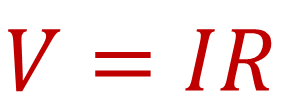 V = IR